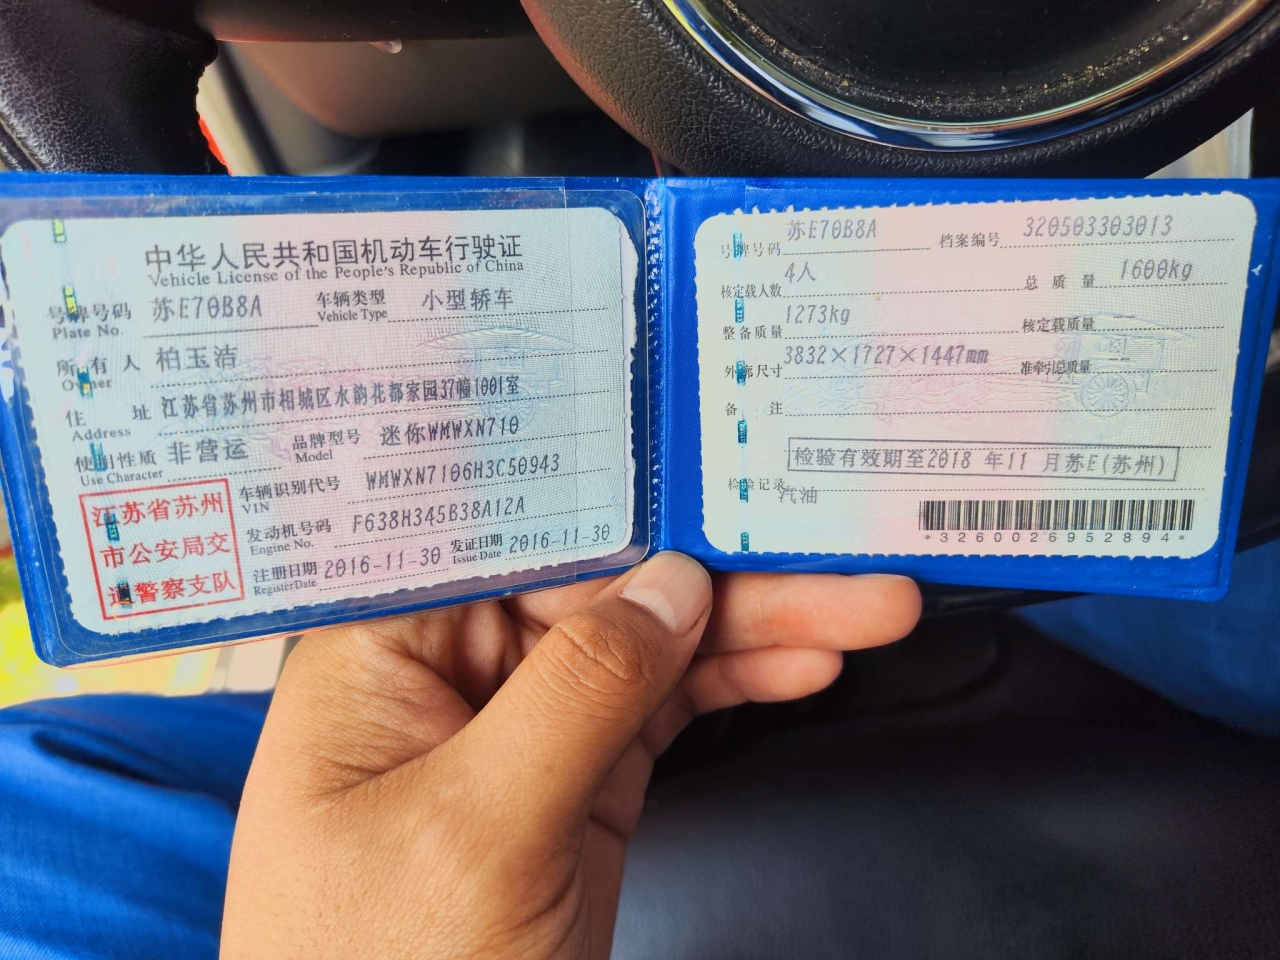 中华人民共和国机动车行驶证
Vehicle License of the People's Republic of China
号牌号码 苏E70B8A 车辆类型 小型轿车
Plate No. Vehicle Type
所有人 柏玉洁
Owner
住址 江苏省苏州市相城区水韵花都家园37幢1001室
Address
使用性质 非营运 品牌型号 迷你WMWXN710
Use Character Model
江苏省苏州
市公安局交
通警察支队
车辆识别代号 WMWXN7106H3C50943
VIN
发动机号码 F638H345B38A12A
Engine No.
注册日期 2016-11-30 发证日期 2016-11-30
Register Date Issue Date
号牌号码 苏E70B8A 档案编号 320503303013
核定载人数 4人 总质量 1600kg
整备质量 1273kg 核定载质量 —
外廓尺寸 3832×1727×1447mm 准牵引总质量 —
备注
检验有效期至2018 年11 月苏E(苏州)
检验记录
汽油
*3260026952894*